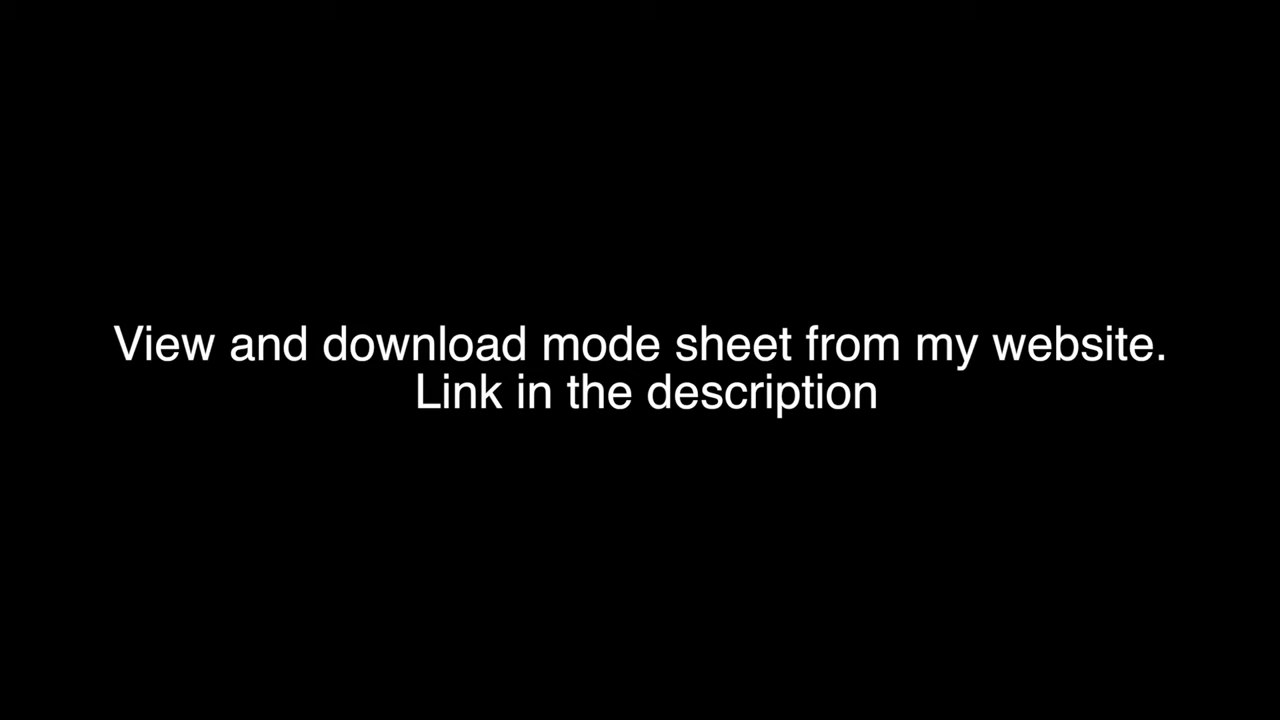 View and download mode sheet from my website.
Link in the description